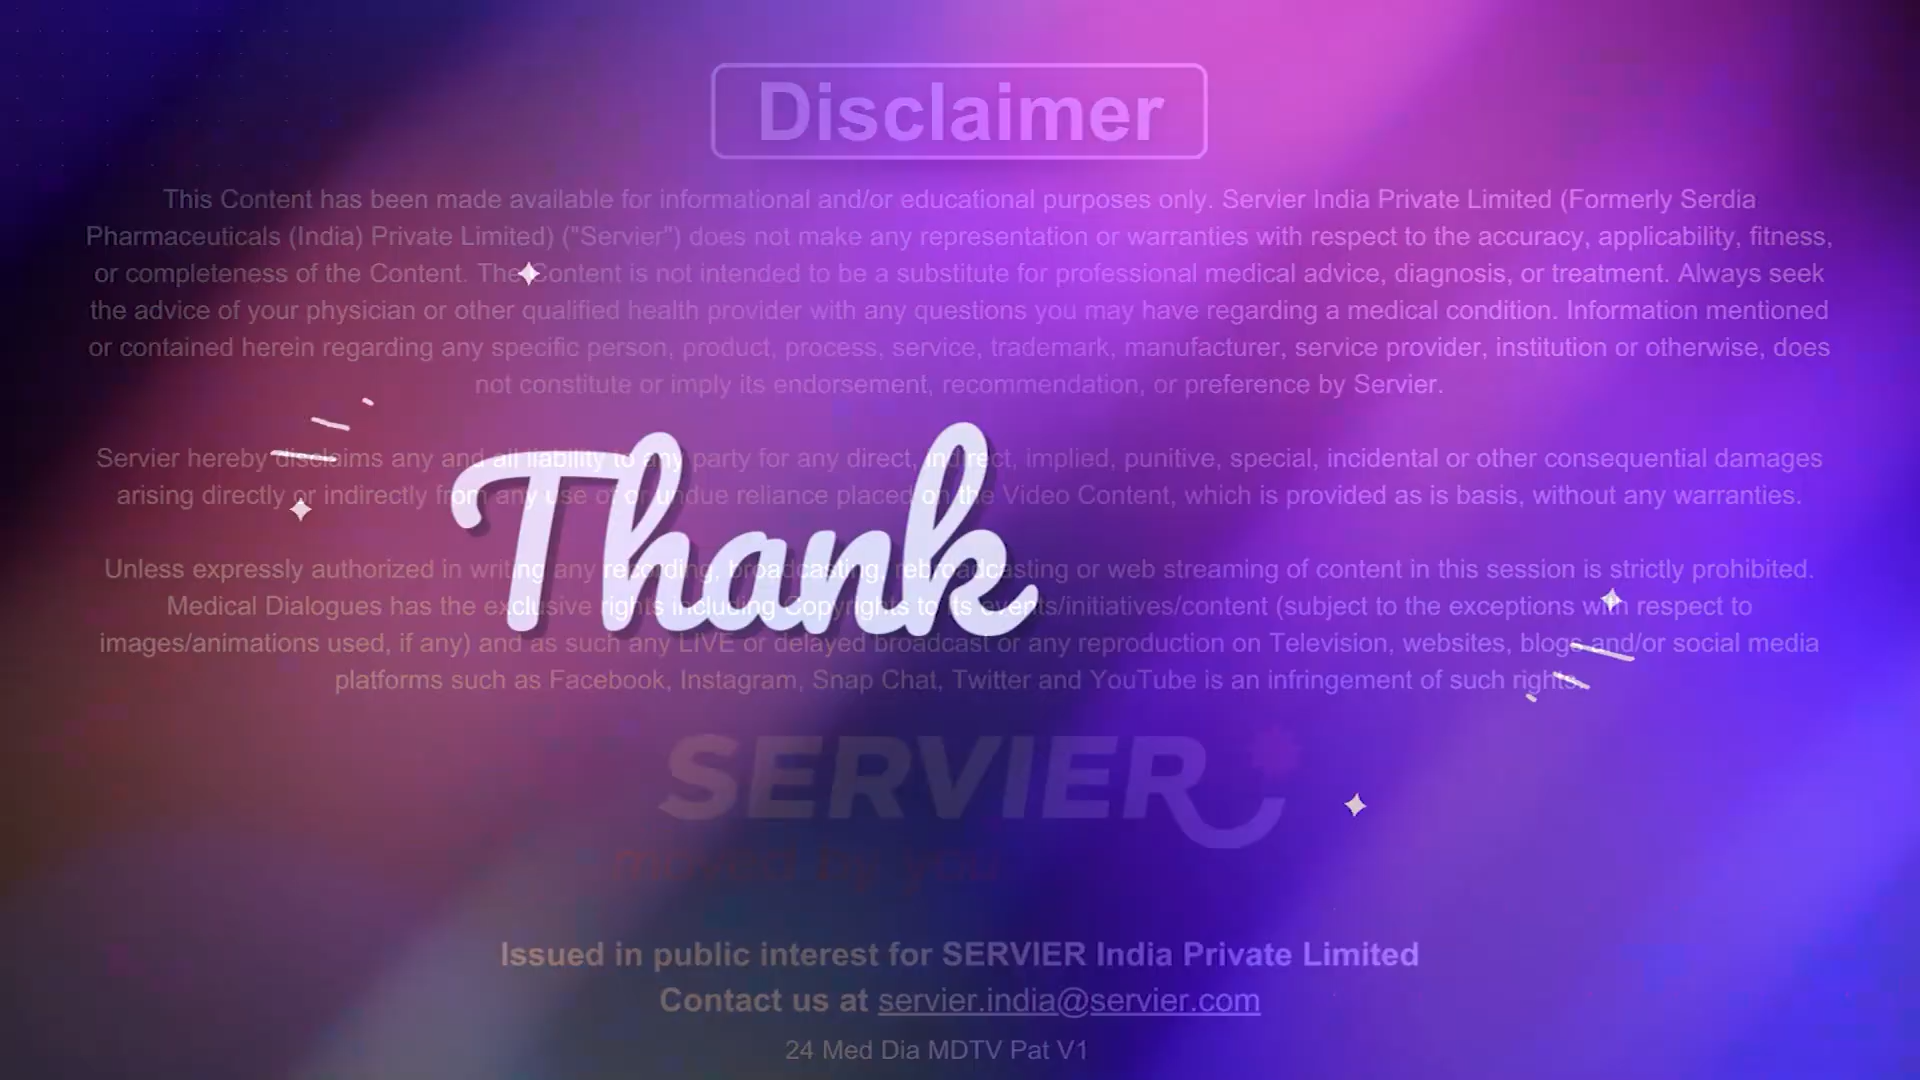 Disclaimer
This Content has been made available for informational and/or educational purposes only. Servier India Private Limited (Formerly Serdia
Pharmaceuticals (India) Private Limited) ("Servier") does not make any representation or warranties with respect to the accuracy, applicability, fitness,
or completeness of the Content. The Content is not intended to be a substitute for professional medical advice, diagnosis, or treatment. Always seek
the advice of your physician or other qualified health provider with any questions you may have regarding a medical condition. Information mentioned
or contained herein regarding any specific person, product, process, service, trademark, manufacturer, service provider, institution or otherwise, does
not constitute or imply its endorsement, recommendation, or preference by Servier.
Servier hereby disclaims any and all liability to any party for any direct, indirect, implied, punitive, special, incidental or other consequential damages
arising directly or indirectly from any use of or undue reliance placed on the Video Content, which is provided as is basis, without any warranties.
Thank
Unless expressly authorized in writing any recording, broadcasting, rebroadcasting or web streaming of content in this session is strictly prohibited.
Medical Dialogues has the exclusive rights including Copyrights to its events/initiatives/content (subject to the exceptions with respect to
images/animations used, if any) and as such any LIVE or delayed broadcast or any reproduction on Television, websites, blogs and/or social media
platforms such as Facebook, Instagram, Snap Chat, Twitter and YouTube is an infringement of such rights.
SERVIER
moved by you
Issued in public interest for SERVIER India Private Limited
Contact us at servier.india@servier.com
24 Med Dia MDTV Pat V1